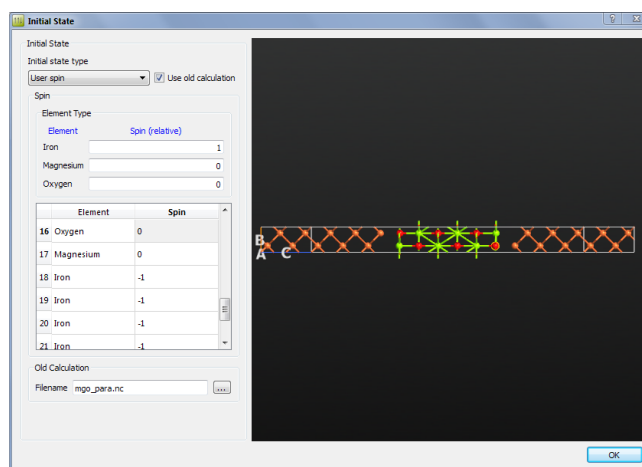 Initial State
Initial State
Initial state type
User spin Use old calculation
Spin
Element Type
Element Spin (relative)
Iron 1
Magnesium 0
Oxygen 0
Element Spin
16 Oxygen 0
17 Magnesium 0
18 Iron -1
19 Iron -1
20 Iron -1
21 Iron -1
Old Calculation
Filename mgo_para.nc ...
B
A C
OK